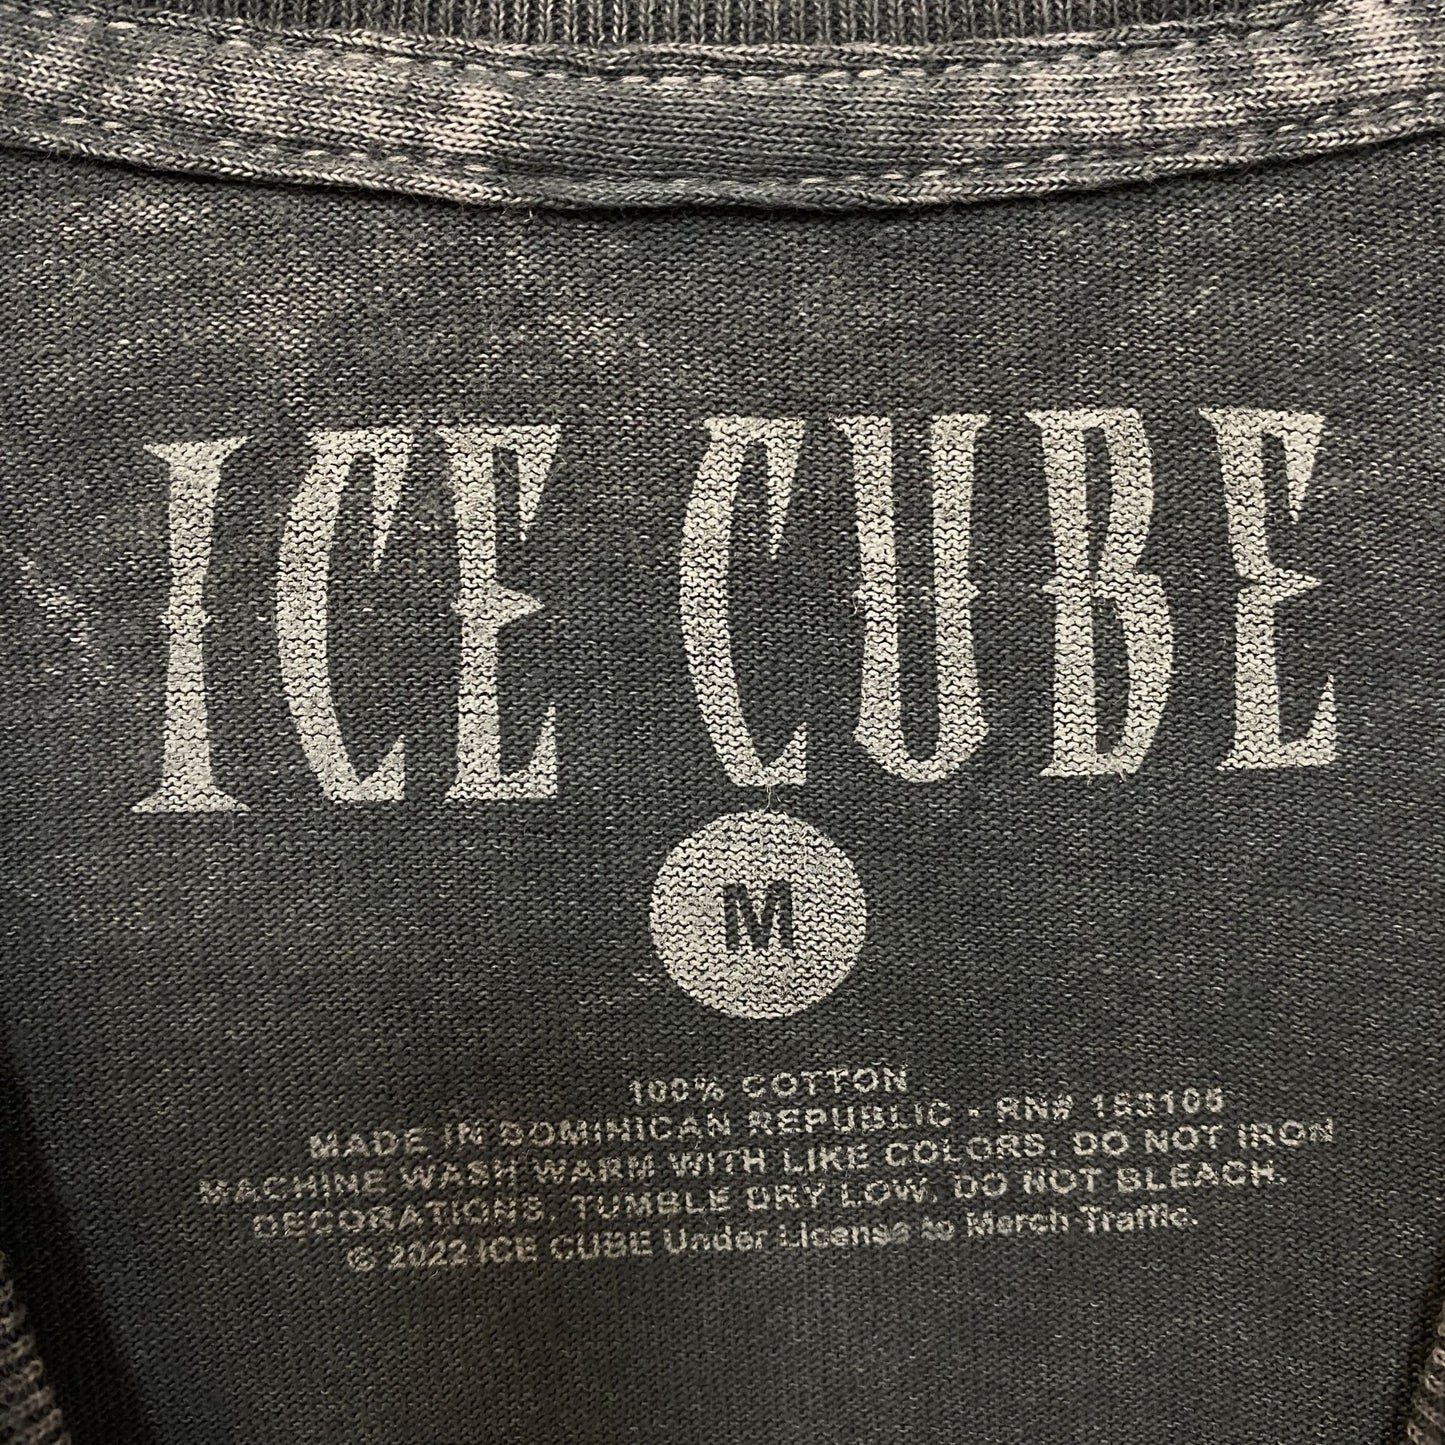 ICE CUBE
M
100% COTTON
MADE IN DOMINICAN REPUBLIC • RN#
MACHINE WASH WARM WITH LIKE COLORS. DO NOT IRON
DECORATIONS. TUMBLE DRY LOW. DO NOT BLEACH.
© 2022 ICE CUBE Under License to Merch Traffic.